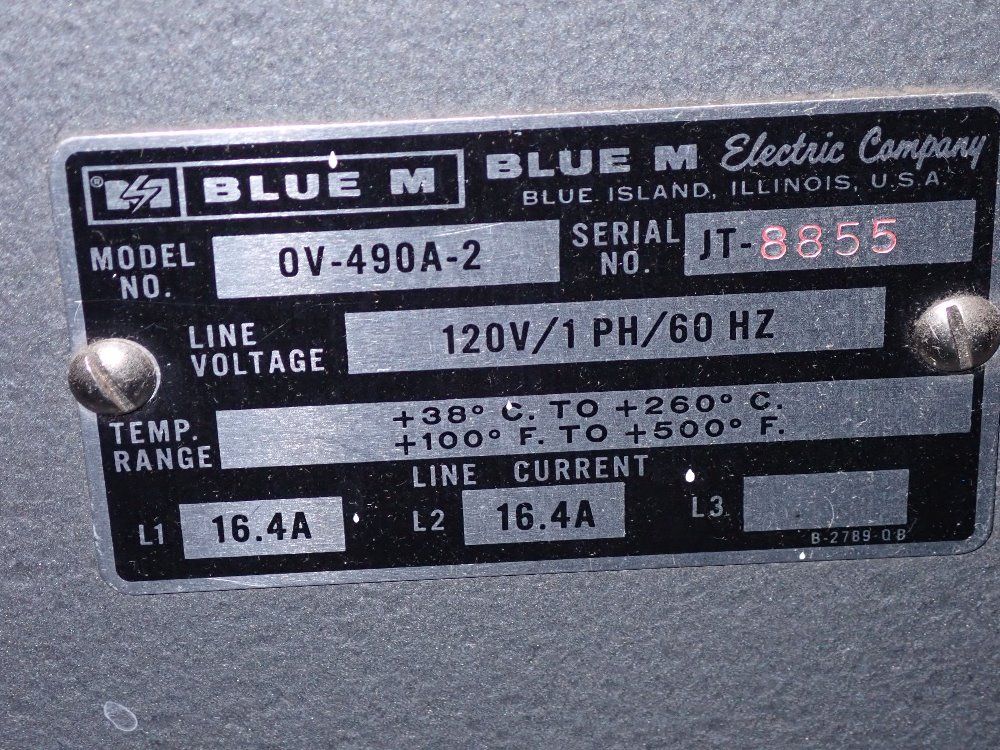 ® BLUE M BLUE M Electric Company
BLUE ISLAND, ILLINOIS, U.S.A.
MODEL NO. OV-490A-2 SERIAL NO. JT-8855
LINE VOLTAGE 120V/1 PH/60 HZ
TEMP. RANGE +38° C. TO +260° C.
+100° F. TO +500° F.
LINE CURRENT
L1 16.4A L2 16.4A L3
B-2789-QB